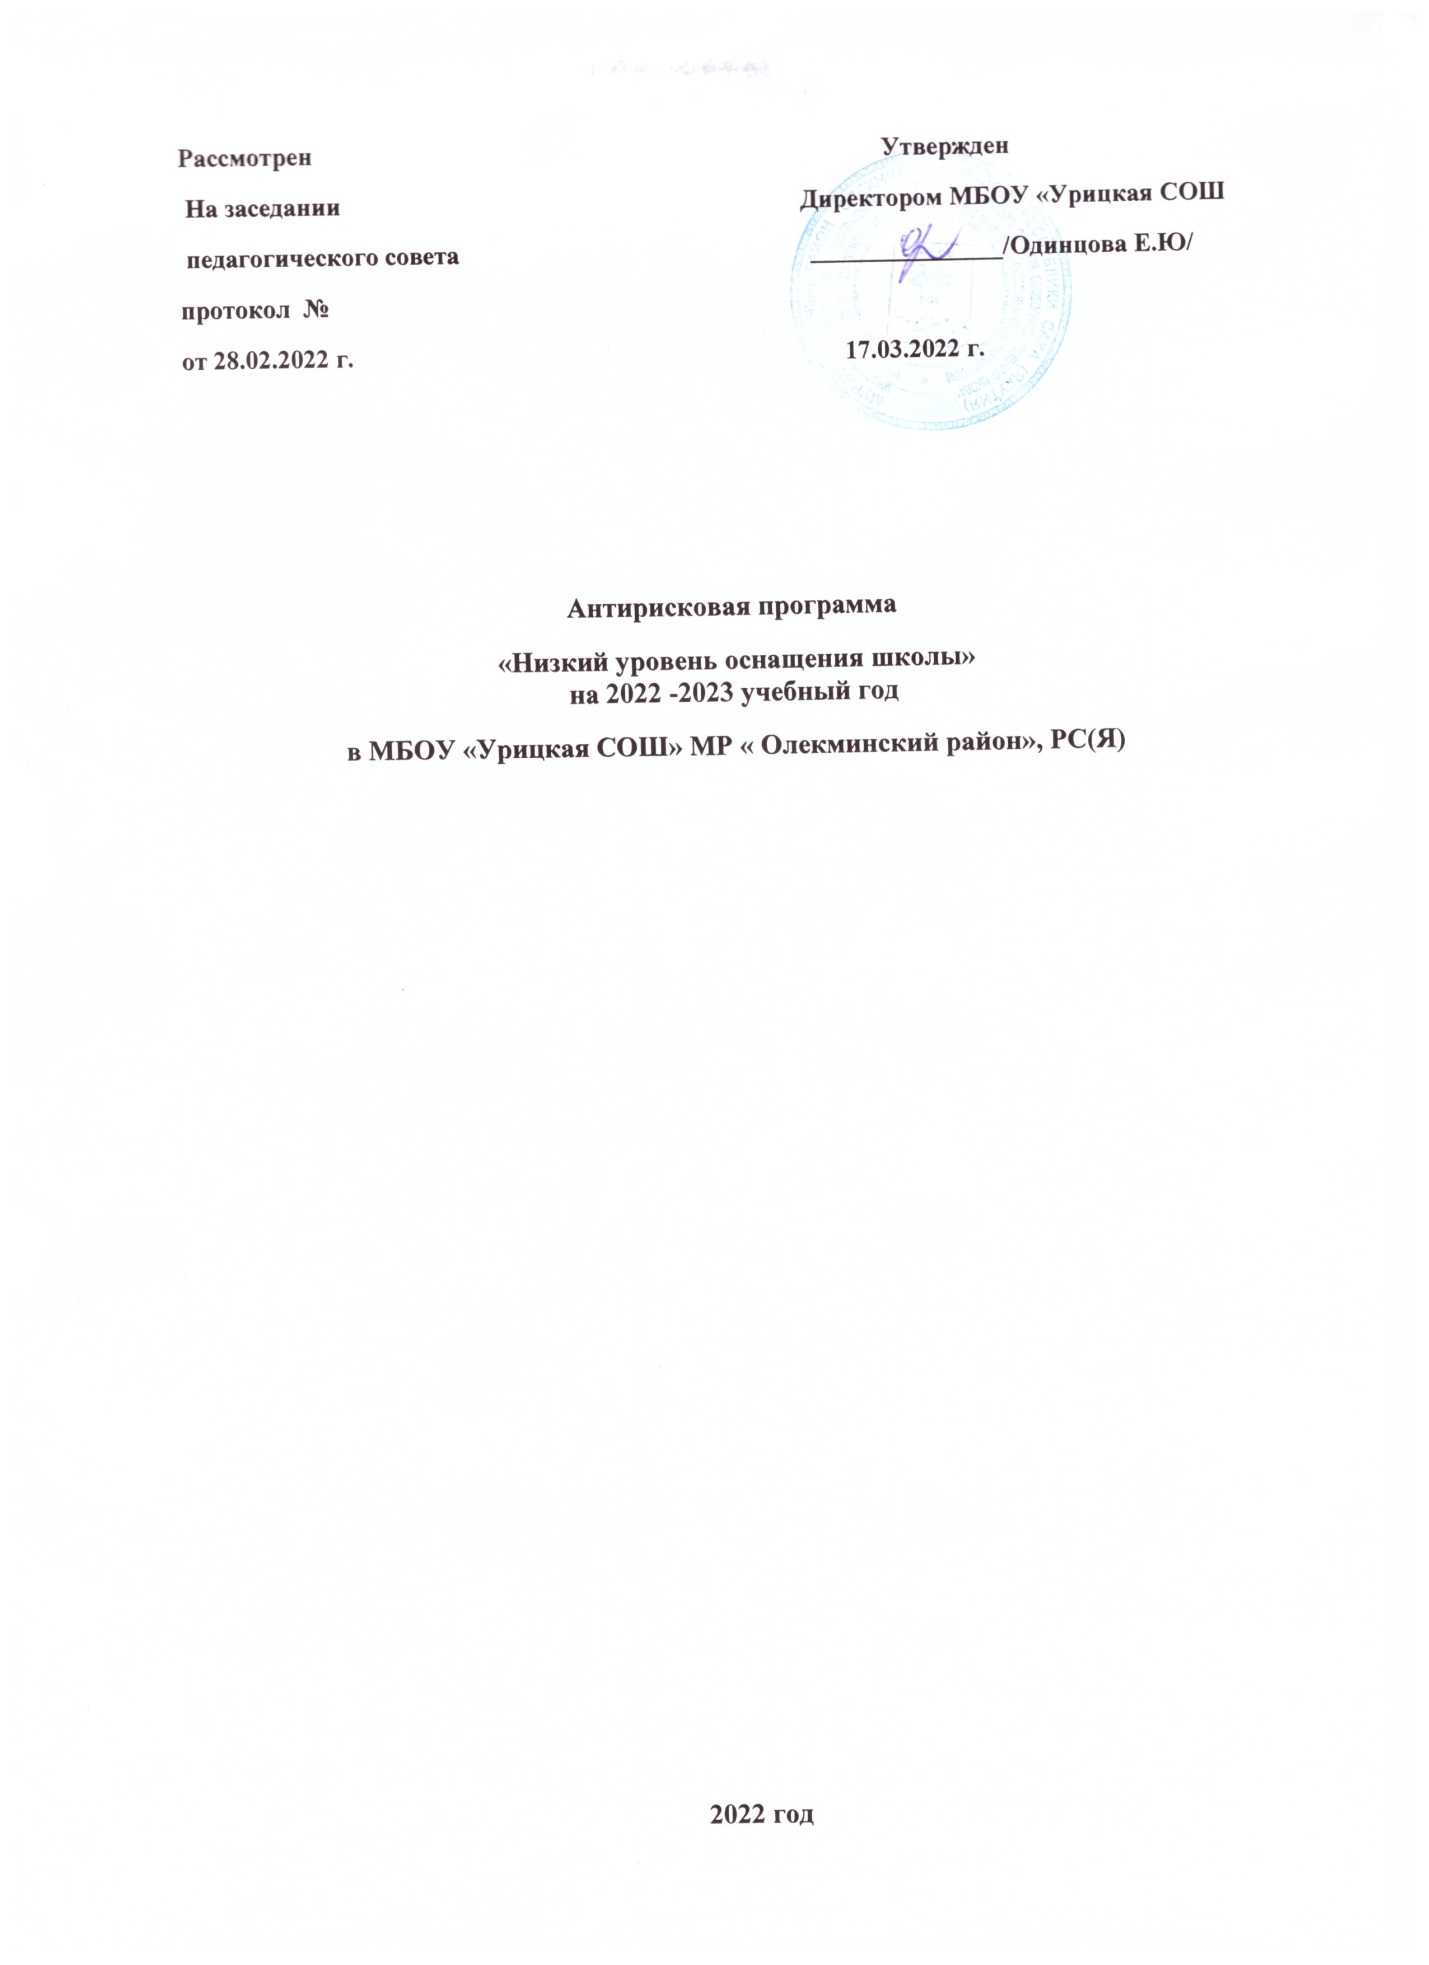 Рассмотрен
На заседании
педагогического совета
протокол №
от 28.02.2022 г.
Утвержден
Директором МБОУ «Урицкая СОШ
/Одинцова Е.Ю/
17.03.2022 г.
Антирисковая программа
«Низкий уровень оснащения школы»
на 2022 -2023 учебный год
в МБОУ «Урицкая СОШ» МР « Олекминский район», РС(Я)
2022 год